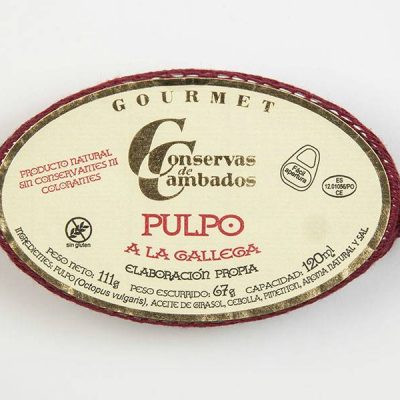 GOURMET
Conservas
de
Cambados
PRODUCTO NATURAL
SIN CONSERVANTES NI
COLORANTES
Fácil
apertura
ES
12.01056/PO
CE
PULPO
A LA GALLEGA
ELABORACIÓN PROPIA
sin gluten
PESO NETO: 111g PESO ESCURRIDO: 67g CAPACIDAD: 120ml
INGREDIENTES: PULPO (Octopus vulgaris), ACEITE DE GIRASOL, CEBOLLA, PIMENTÓN, AROMA NATURAL Y SAL